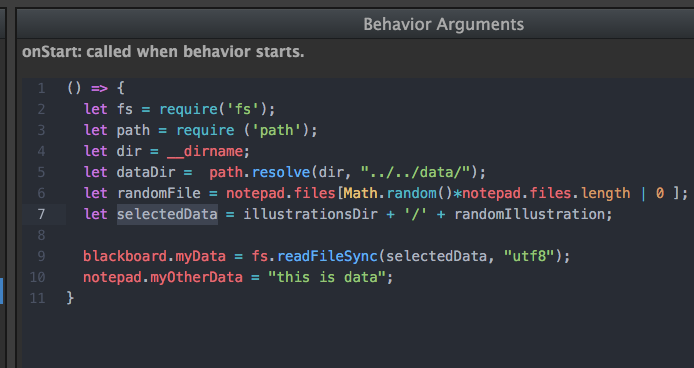 Behavior Arguments
onStart: called when behavior starts.
1 () => {
2 let fs = require('fs');
3 let path = require ('path');
4 let dir = __dirname;
5 let dataDir =  path.resolve(dir, "../../data/");
6 let randomFile = notepad.files[Math.random()*notepad.files.length | 0 ];
7 let selectedData = illustrationsDir + '/' + randomIllustration;
8
9 blackboard.myData = fs.readFileSync(selectedData, "utf8");
10 notepad.myOtherData = "this is data";
11 }